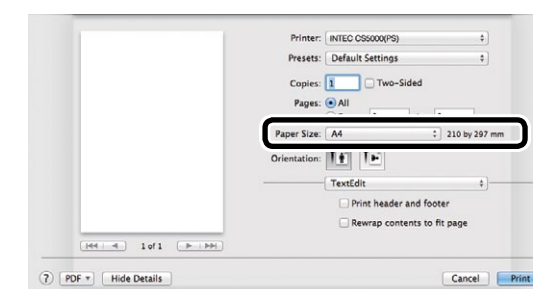 Printer: INTEC CS5000(PS)
Presets: Default Settings
Copies: 1 Two-Sided
Pages: All
Paper Size: A4 210 by 297 mm
Orientation:
TextEdit
Print header and footer
Rewrap contents to fit page
1 of 1
? PDF Hide Details Cancel Print